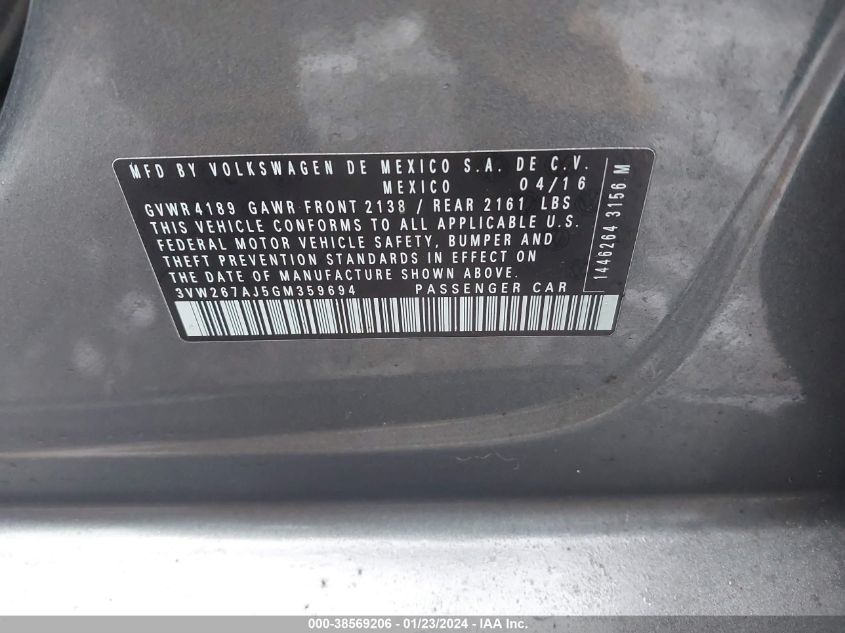 MFD BY VOLKSWAGEN DE MEXICO S.A. DE C.V.
MEXICO 04/16
GVWR 4189 GAWR FRONT 2138 / REAR 2161 LBS
THIS VEHICLE CONFORMS TO ALL APPLICABLE U.S.
FEDERAL MOTOR VEHICLE SAFETY, BUMPER AND
THEFT PREVENTION STANDARDS IN EFFECT ON
THE DATE OF MANUFACTURE SHOWN ABOVE.
3VW267AJ5GM359694 PASSENGER CAR
1446264 3156 M
000-38569206 - 01/23/2024 - IAA Inc.